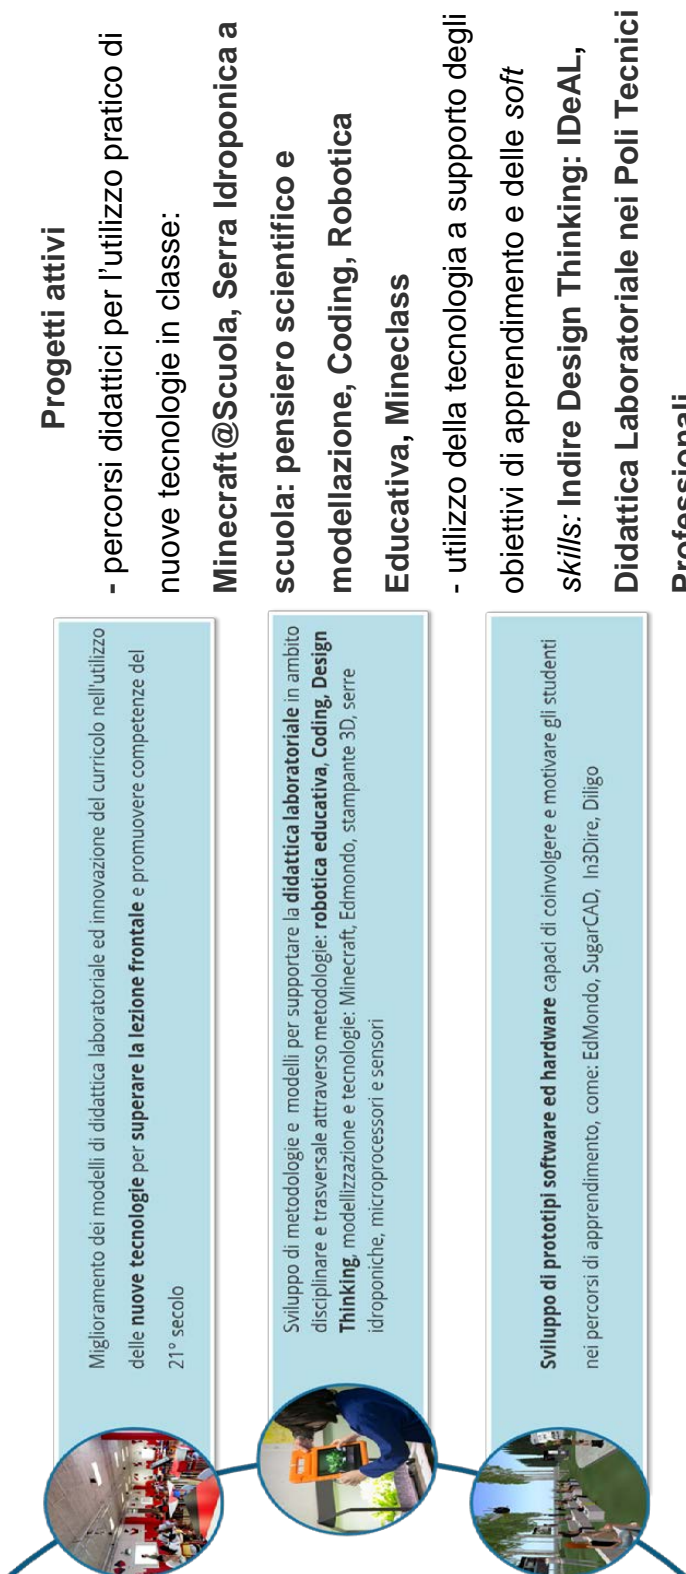 Miglioramento dei modelli di didattica laboratoriale ed innovazione del curricolo nell'utilizzo
delle nuove tecnologie per superare la lezione frontale e promuovere competenze del
21° secolo
Sviluppo di metodologie e modelli per supportare la didattica laboratoriale in ambito
disciplinare e trasversale attraverso metodologie: robotica educativa, Coding, Design
Thinking, modellizzazione e tecnologie: Minecraft, Edmondo, stampante 3D, serre
idroponiche, microprocessori e sensori
Sviluppo di prototipi software ed hardware capaci di coinvolgere e motivare gli studenti
nei percorsi di apprendimento, come: EdMondo, SugarCAD, In3Dire, Diligo
Progetti attivi
- percorsi didattici per l'utilizzo pratico di
nuove tecnologie in classe:
Minecraft@Scuola, Serra Idroponica a
scuola: pensiero scientifico e
modellazione, Coding, Robotica
Educativa, Mineclass
- utilizzo della tecnologia a supporto degli
obiettivi di apprendimento e delle soft
skills: Indire Design Thinking: IDeAL,
Didattica Laboratoriale nei Poli Tecnici
Professionali